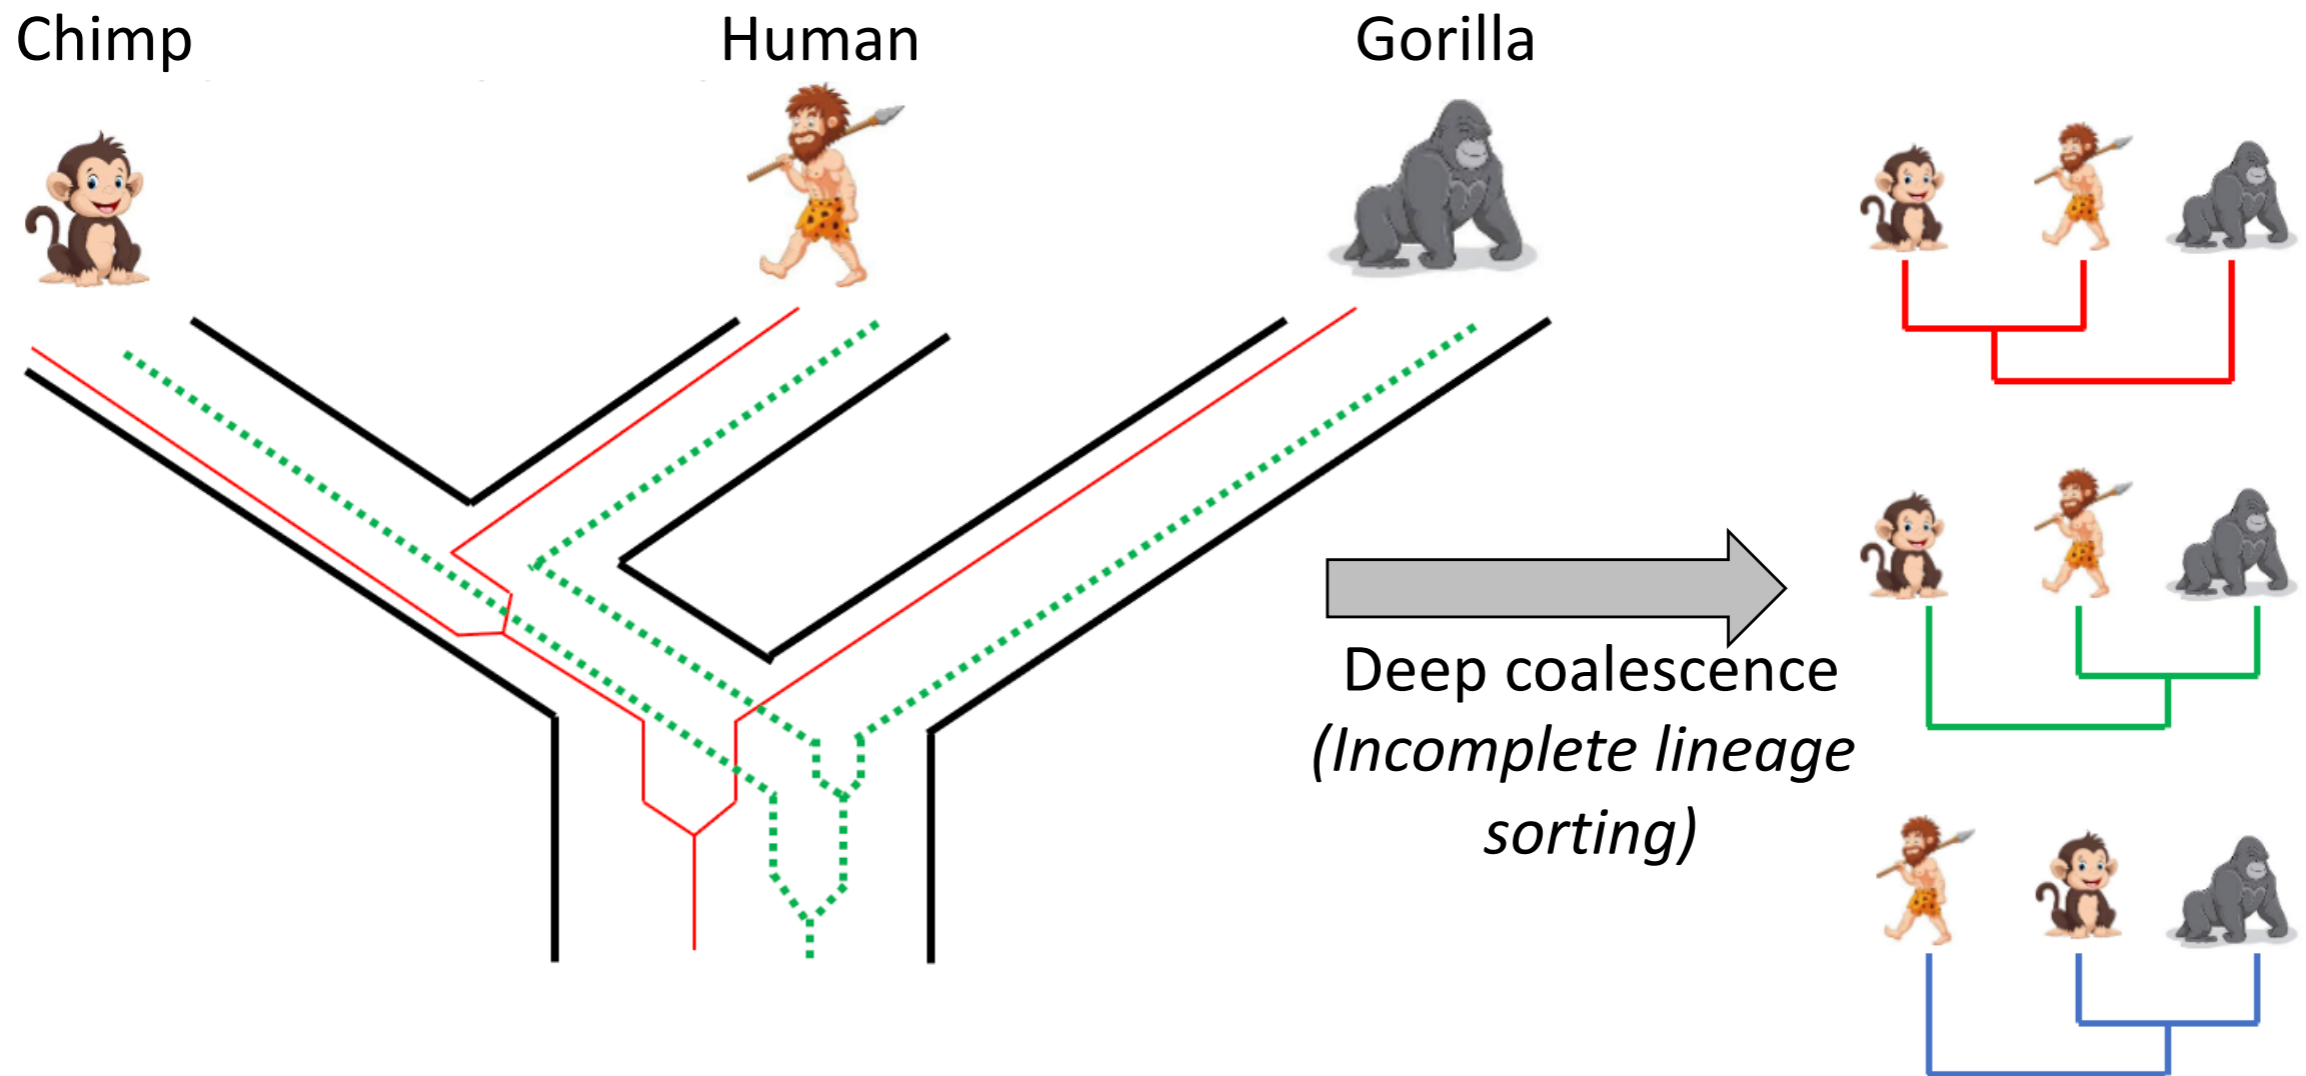 Chimp
Human
Gorilla
Deep coalescence
(Incomplete lineage
sorting)